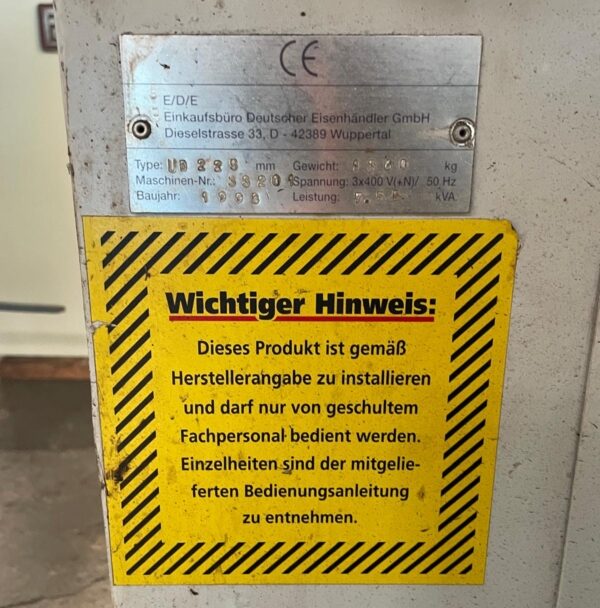 CE
E/D/E
Einkaufsbüro Deutscher Eisenhändler GmbH
Dieselstrasse 33, D - 42389 Wuppertal
Type: mm Gewicht: kg
Maschinen-Nr.: Spannung: 3x400 V(+N)/ 50 Hz
Baujahr: Leistung: kVA
Wichtiger Hinweis:
Dieses Produkt ist gemäß
Herstellerangabe zu installieren
und darf nur von geschultem
Fachpersonal bedient werden.
Einzelheiten sind der mitgelie-
ferten Bedienungsanleitung
zu entnehmen.